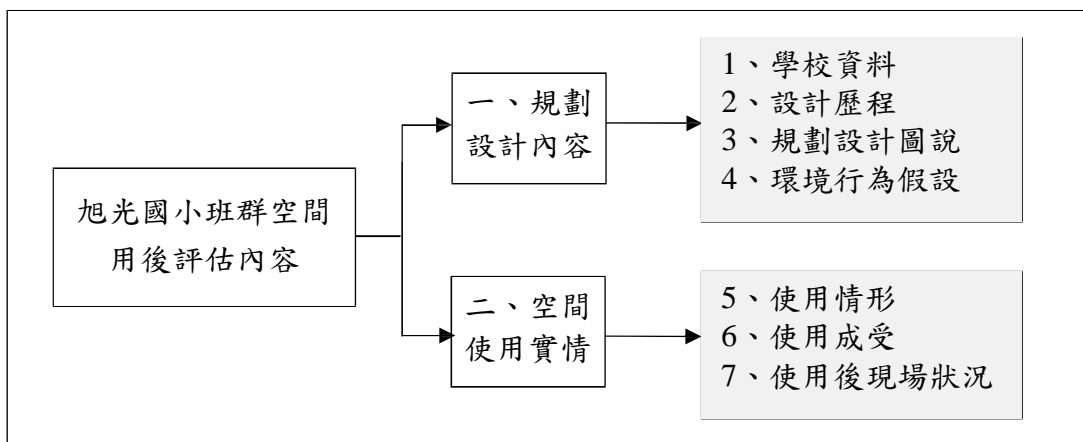 旭光國小班群空間
用後評估內容
一、規劃
設計內容
1、學校資料
2、設計歷程
3、規劃設計圖說
4、環境行為假設
二、空間
使用實情
5、使用情形
6、使用成受
7、使用後現場狀況